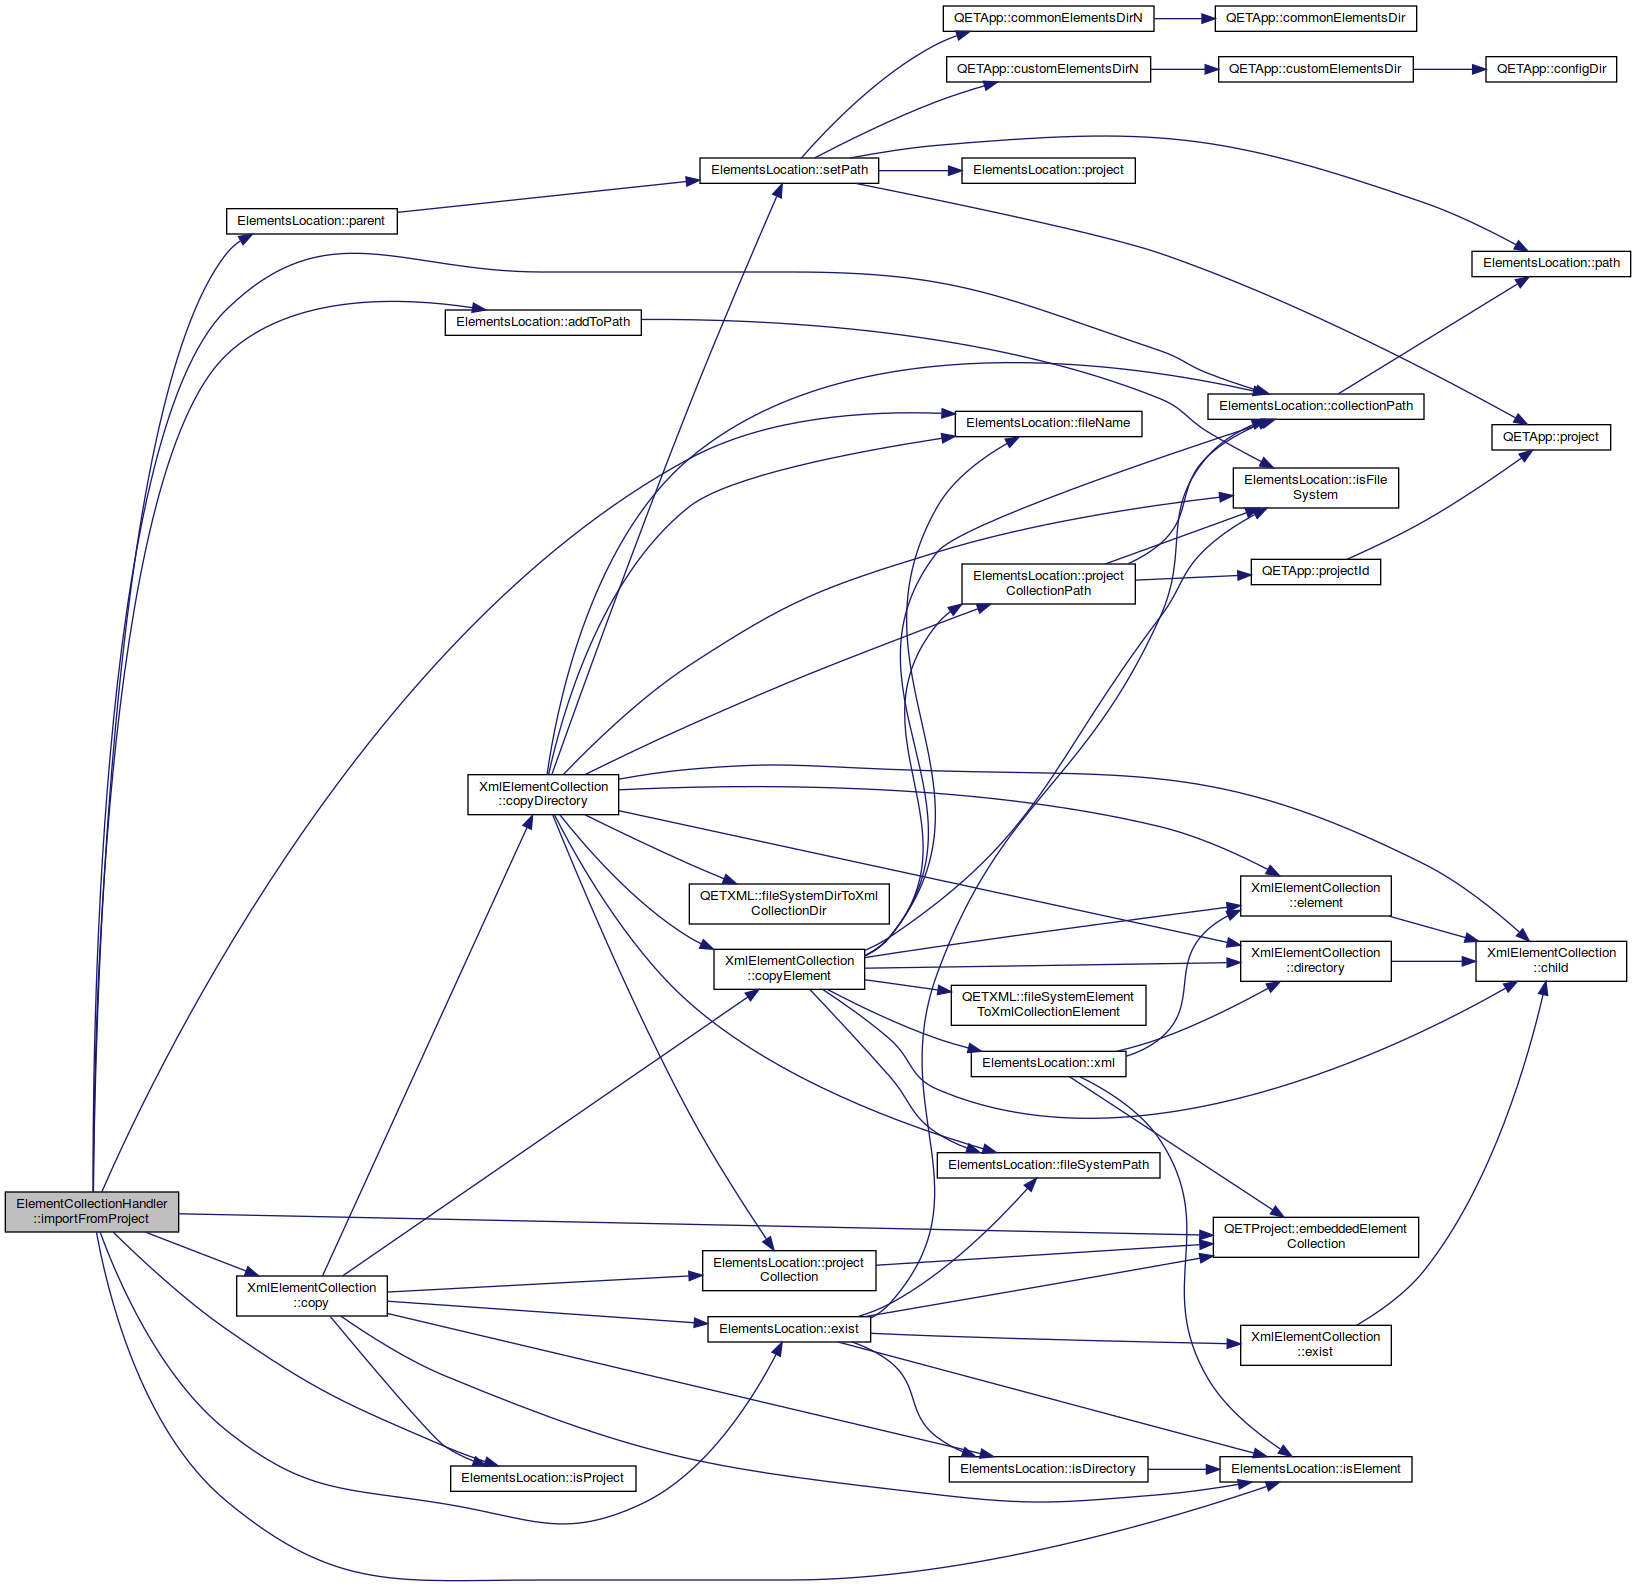 QETApp::commonElementsDirN
QETApp::commonElementsDir
QETApp::customElementsDirN
QETApp::customElementsDir
QETApp::configDir
ElementsLocation::setPath
ElementsLocation::project
ElementsLocation::parent
ElementsLocation::path
ElementsLocation::addToPath
ElementsLocation::collectionPath
ElementsLocation::fileName
QETApp::project
ElementsLocation::isFile
System
ElementsLocation::project
CollectionPath
QETApp::projectId
XmlElementCollection
::copyDirectory
QETXML::fileSystemDirToXml
CollectionDir
XmlElementCollection
::element
XmlElementCollection
::copyElement
XmlElementCollection
::directory
XmlElementCollection
::child
QETXML::fileSystemElement
ToXmlCollectionElement
ElementsLocation::xml
ElementsLocation::fileSystemPath
ElementCollectionHandler
::importFromProject
QETProject::embeddedElement
Collection
ElementsLocation::project
Collection
XmlElementCollection
::copy
ElementsLocation::exist
XmlElementCollection
::exist
ElementsLocation::isDirectory
ElementsLocation::isElement
ElementsLocation::isProject